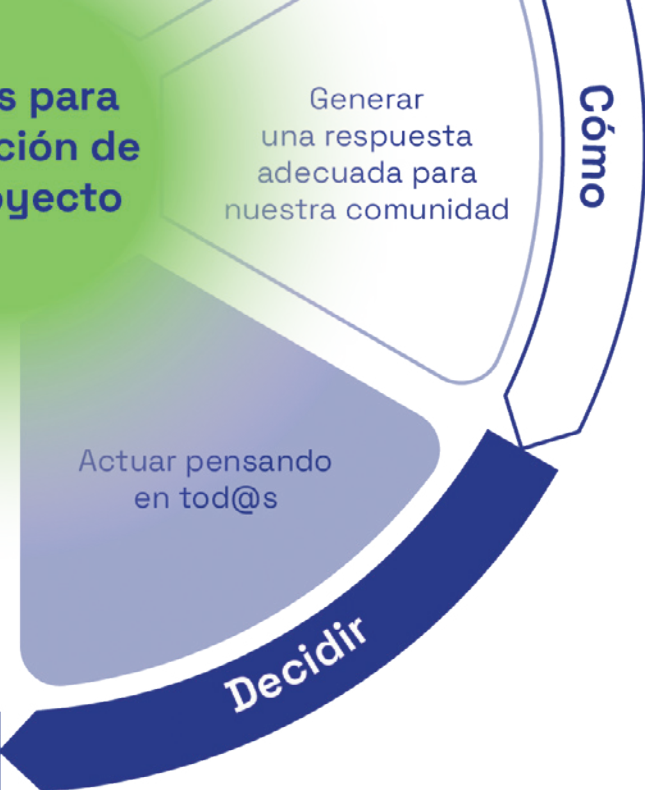 s para
ción de
oyecto
Generar
una respuesta
adecuada para
nuestra comunidad
Cómo
Actuar pensando
en tod@s
Decidir